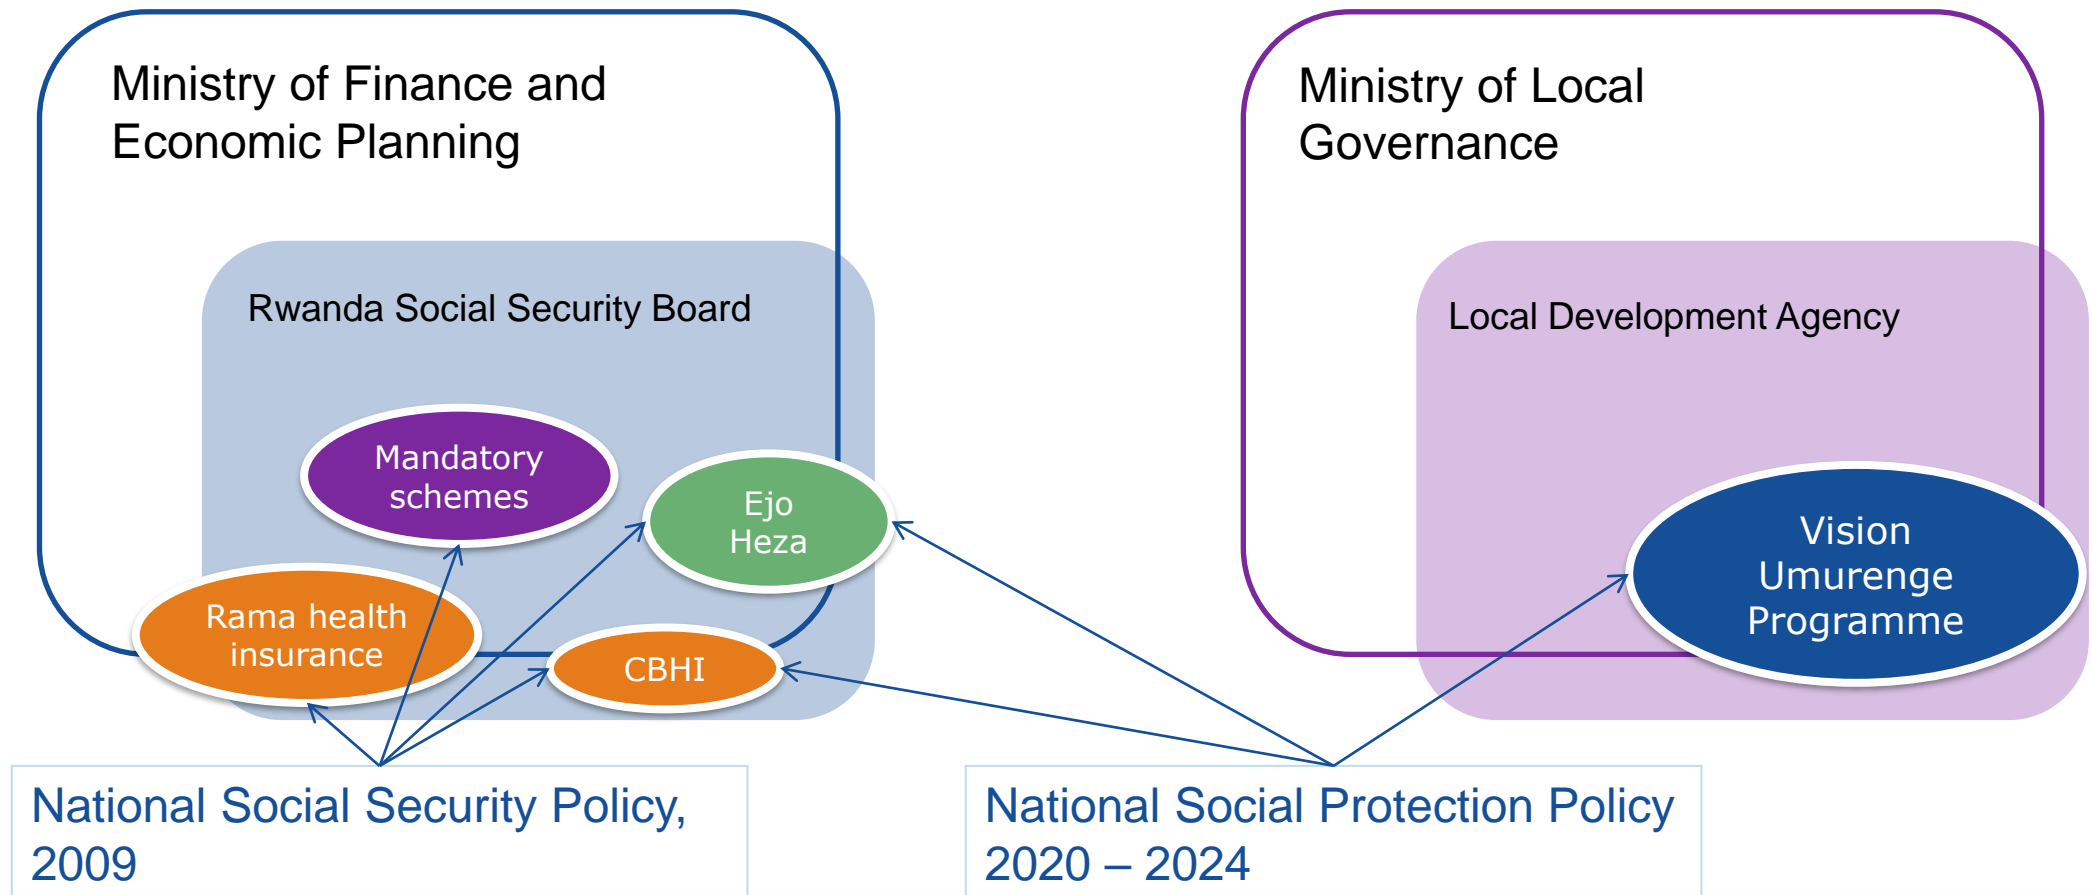 Ministry of Finance and
Economic Planning
Rwanda Social Security Board
Mandatory
schemes
Ejo
Heza
Rama health
insurance
CBHI
National Social Security Policy,
2009
Ministry of Local
Governance
Local Development Agency
Vision
Umurenge
Programme
National Social Protection Policy
2020 – 2024